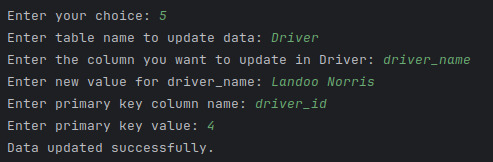 Enter your choice: 5
Enter table name to update data: Driver
Enter the column you want to update in Driver: driver_name
Enter new value for driver_name: Landoo Norris
Enter primary key column name: driver_id
Enter primary key value: 4
Data updated successfully.